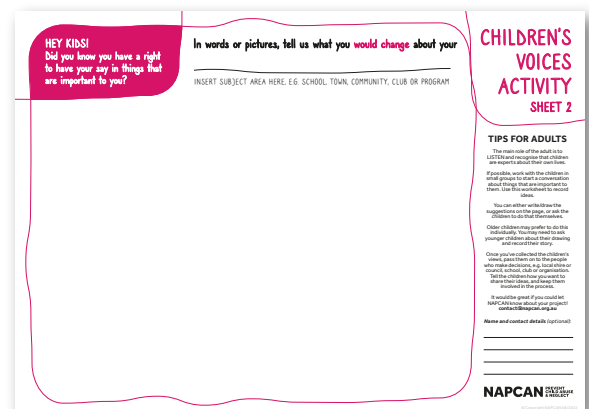 HEY KIDS!
Did you know you have a right
to have your say in things that
are important to you?
In words or pictures, tell us what you would change about your
INSERT SUBJECT AREA HERE, E.G. SCHOOL, TOWN, COMMUNITY, CLUB OR PROGRAM
CHILDREN'S
VOICES
ACTIVITY
SHEET 2
TIPS FOR ADULTS
The main role of the adult is to
LISTEN and recognise that children
are experts about their own lives.
If possible, work with the children in
small groups to start a conversation
about things that are important to
them. Use this worksheet to record
ideas.
You can either write/draw the
suggestions on the page, or ask the
children to do that themselves.
Older children may prefer to do this
individually. You may need to ask
younger children about their drawing
and record their story.
Once you've collected the children's
views, pass them on to the people
who make decisions, e.g. local shire or
council, school, club or organisation.
Tell the children how you want to
share their ideas, and keep them
involved in the process.
It would be great if you could let
NAPCAN know about your project!
contact@napcan.org.au
Name and contact details (optional):
NAPCAN PREVENT
CHILD ABUSE
& NEGLECT